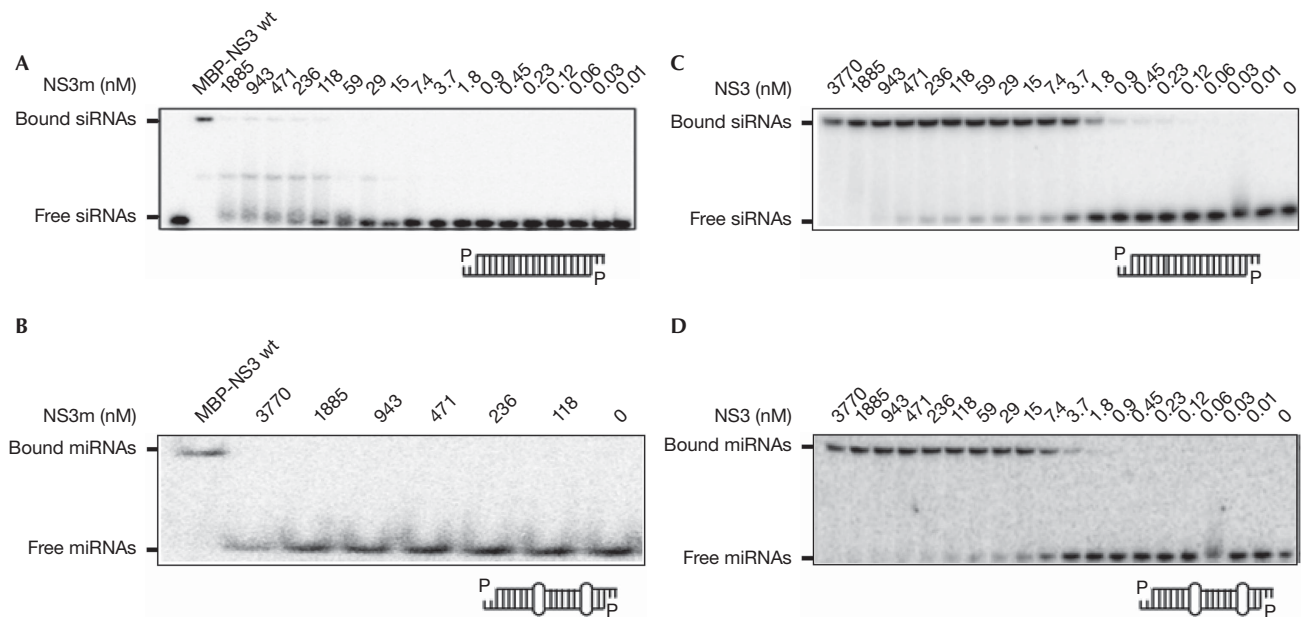 A
MBP-NS3 wt
NS3m (nM) 1885 943 471 236 118 59 29 15 7.4 3.7 1.8 0.9 0.45 0.23 0.12 0.06 0.03 0.01
Bound siRNAs
Free siRNAs
P
P
B
MBP-NS3 wt
NS3m (nM) 3770 1885 943 471 236 118 0
Bound miRNAs
Free miRNAs
P
P
C
NS3 (nM) 3770 1885 943 471 236 118 59 29 15 7.4 3.7 1.8 0.9 0.45 0.23 0.12 0.06 0.03 0.01 0
Bound siRNAs
Free siRNAs
P
P
D
NS3 (nM) 3770 1885 943 471 236 118 59 29 15 7.4 3.7 1.8 0.9 0.45 0.23 0.12 0.06 0.03 0.01 0
Bound miRNAs
Free miRNAs
P
P